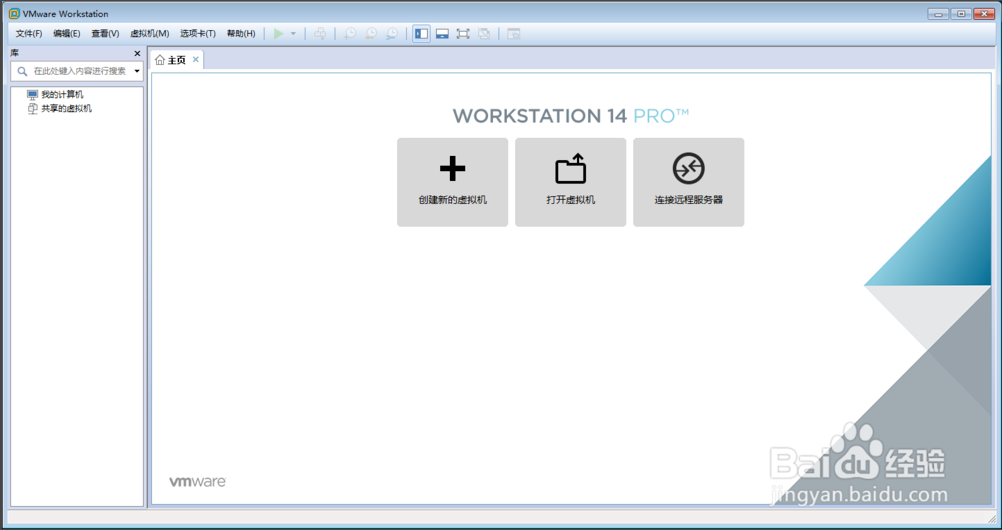 VMware Workstation
文件(F) 编辑(E) 查看(V) 虚拟机(M) 选项卡(T) 帮助(H)
库
在此处键入内容进行搜索
我的计算机
共享的虚拟机
主页
WORKSTATION 14 PRO™
创建新的虚拟机
打开虚拟机
连接远程服务器
vmware
Baidu 经验
jingyan.baidu.com